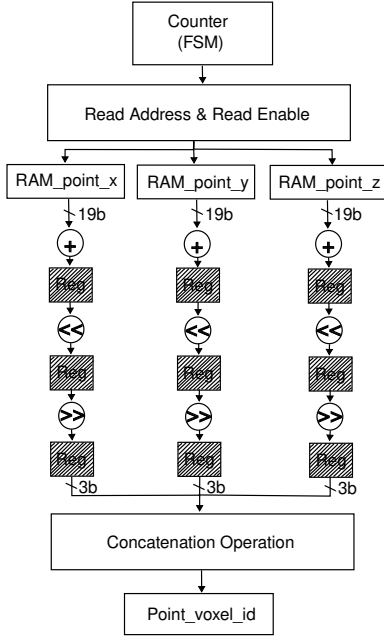 Counter
(FSM)
Read Address & Read Enable
RAM_point_x RAM_point_y RAM_point_z
19b 19b 19b
+ + +
Reg Reg Reg
<< << <<
Reg Reg Reg
>> >> >>
Reg Reg Reg
3b 3b 3b
Concatenation Operation
Point_voxel_id